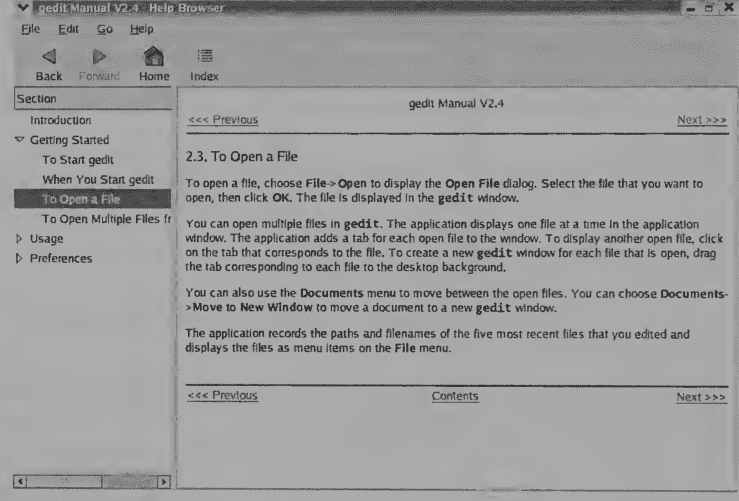 gedit Manual V2.4 - Help Browser
File Edit Go Help
Back Forward Home Index
Section
Introduction
Getting Started
To Start gedit
When You Start gedit
To Open a File
To Open Multiple Files fr
Usage
Preferences
gedit Manual V2.4
<<< Previous Next >>>
2.3. To Open a File
To open a file, choose File->Open to display the Open File dialog. Select the file that you want to
open, then click OK. The file is displayed in the gedit window.
You can open multiple files in gedit. The application displays one file at a time in the application
window. The application adds a tab for each open file to the window. To display another open file, click
on the tab that corresponds to the file. To create a new gedit window for each file that is open, drag
the tab corresponding to each file to the desktop background.
You can also use the Documents menu to move between the open files. You can choose Documents-
>Move to New Window to move a document to a new gedit window.
The application records the paths and filenames of the five most recent files that you edited and
displays the files as menu items on the File menu.
<<< Previous Contents Next >>>